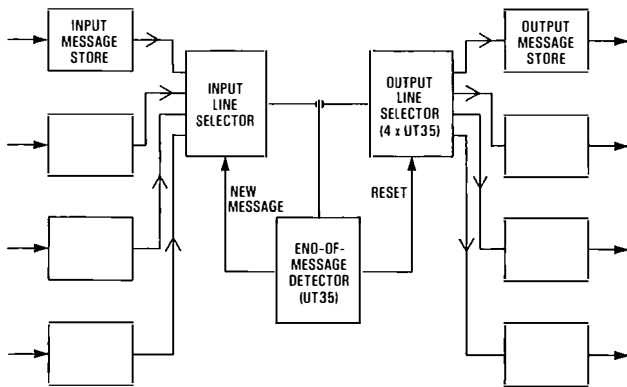 INPUT
MESSAGE
STORE
INPUT
LINE
SELECTOR
OUTPUT
LINE
SELECTOR
(4 x UT35)
OUTPUT
MESSAGE
STORE
NEW
MESSAGE
RESET
END-OF-
MESSAGE
DETECTOR
(UT35)